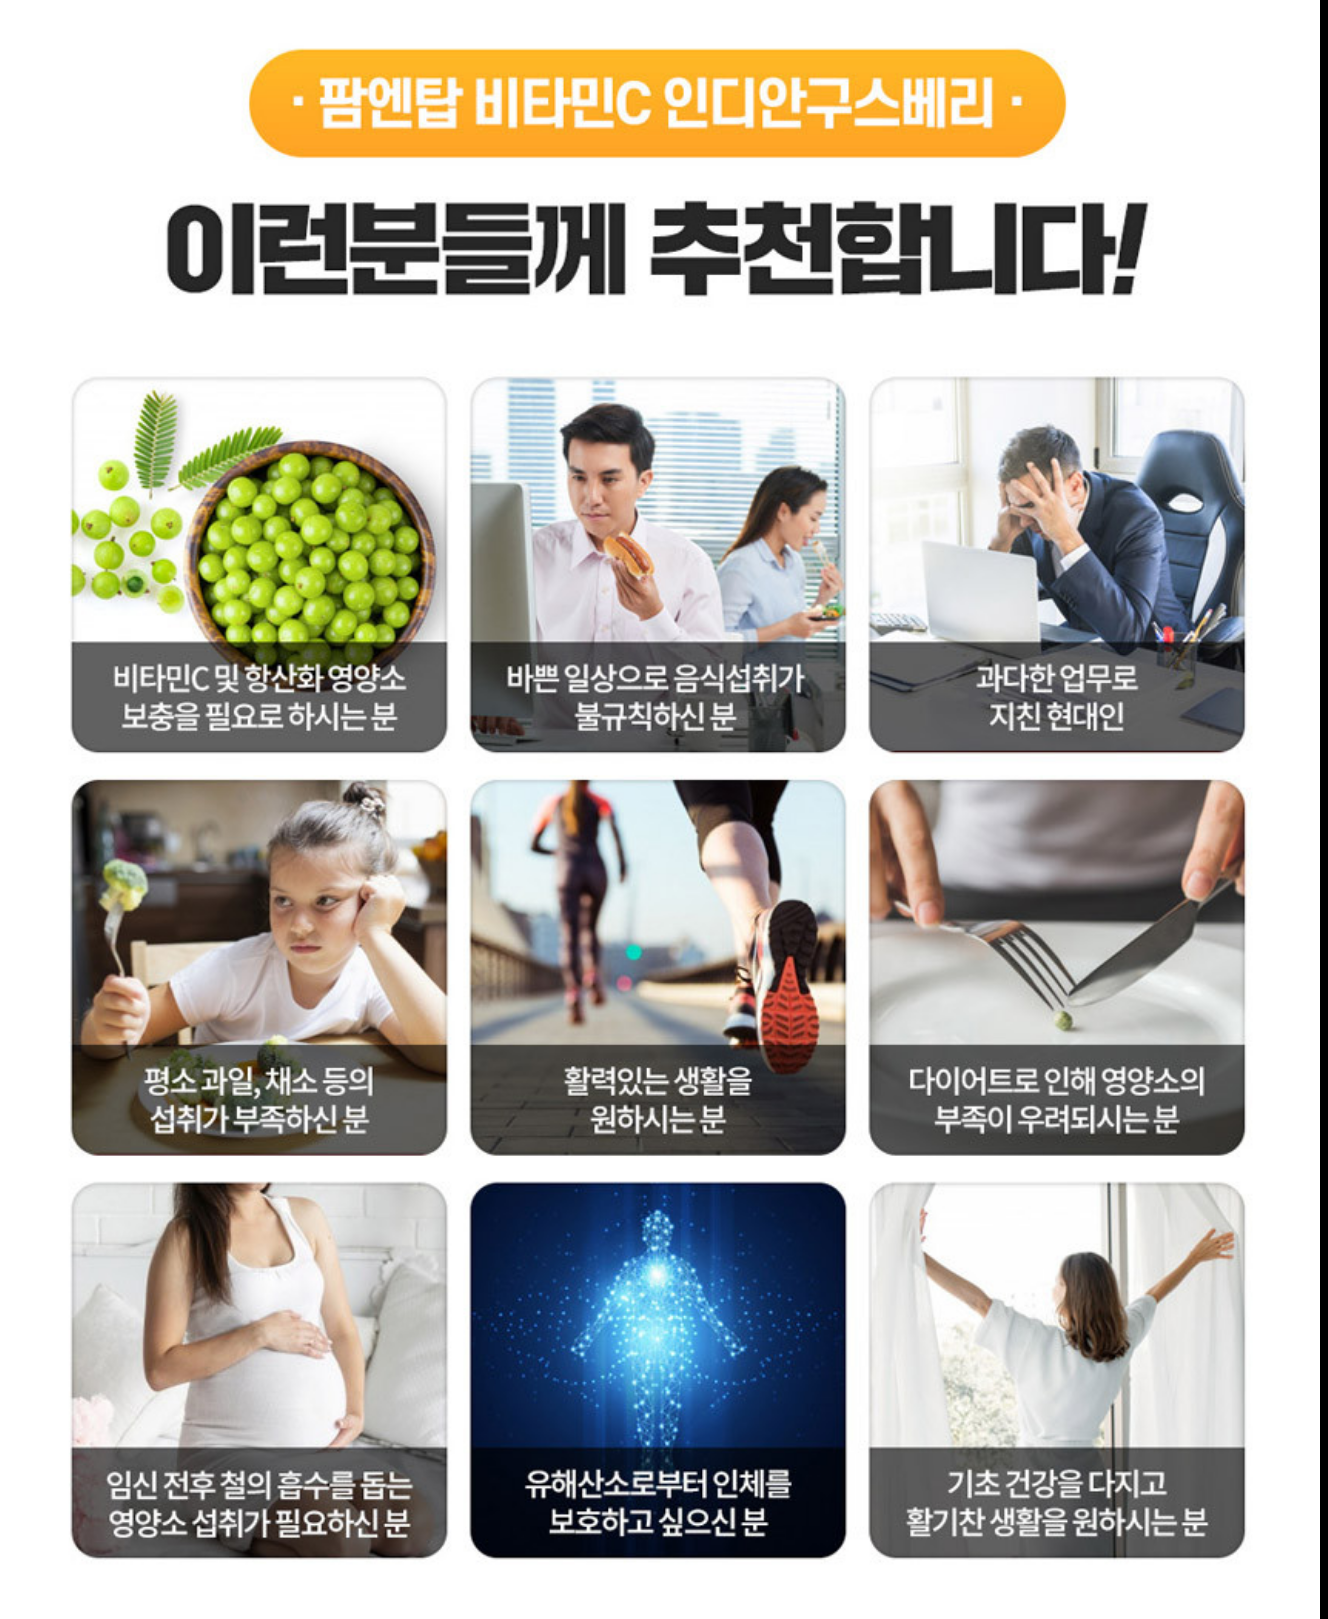 · 팜엔탑 비타민C 인디안구스베리 ·
이런분들께 추천합니다!
비타민C 및 항산화 영양소
보충을 필요로 하시는 분
바쁜 일상으로 음식섭취가
불규칙하신 분
과다한 업무로
지친 현대인
평소 과일, 채소 등의
섭취가 부족하신 분
활력있는 생활을
원하시는 분
다이어트로 인해 영양소의
부족이 우려되시는 분
임신 전후 철의 흡수를 돕는
영양소 섭취가 필요하신 분
유해산소로부터 인체를
보호하고 싶으신 분
기초 건강을 다지고
활기찬 생활을 원하시는 분